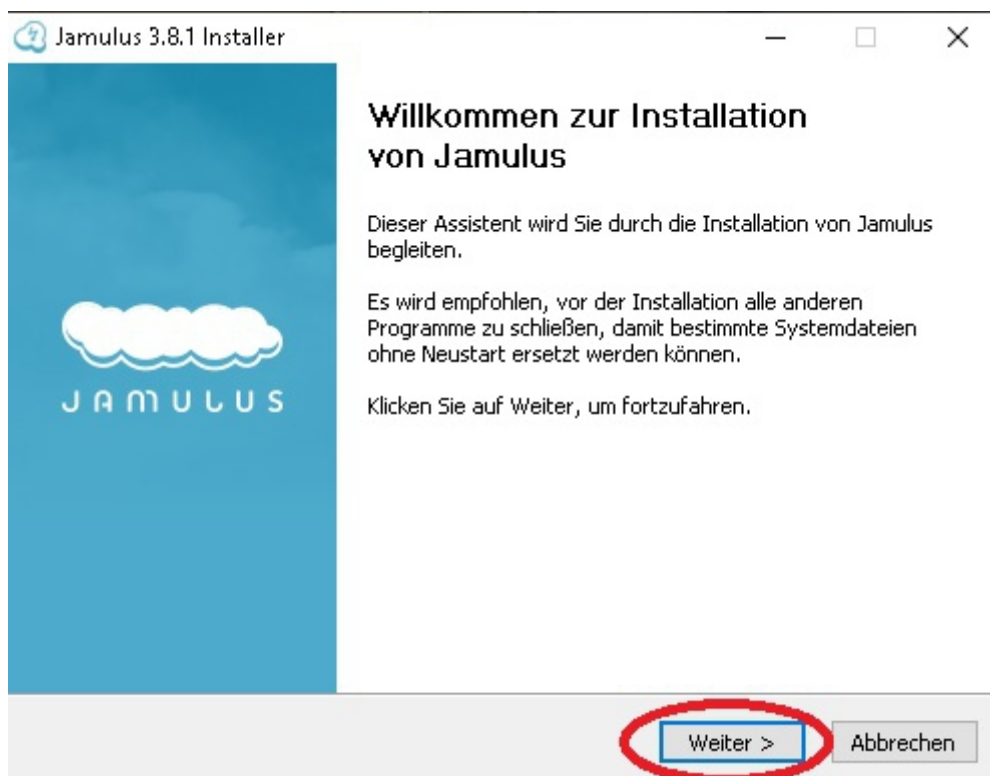 Jamulus 3.8.1 Installer
Willkommen zur Installation
von Jamulus
Dieser Assistent wird Sie durch die Installation von Jamulus
begleiten.
Es wird empfohlen, vor der Installation alle anderen
Programme zu schließen, damit bestimmte Systemdateien
ohne Neustart ersetzt werden können.
JAMULUS
Klicken Sie auf Weiter, um fortzufahren.
Weiter >
Abbrechen